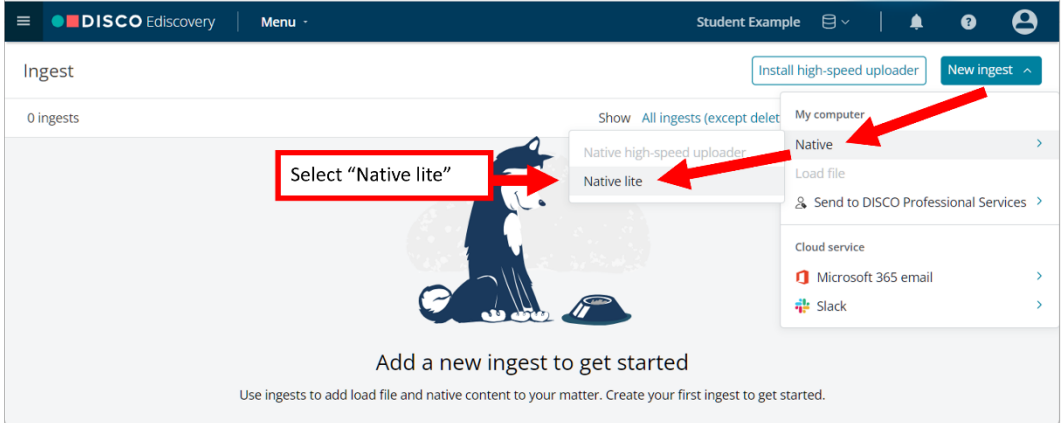 DISCO Ediscovery Menu Student Example
Ingest Install high-speed uploader New ingest
0 ingests Show All ingests (except delet
My computer
Native
Load file
Send to DISCO Professional Services
Cloud service
Microsoft 365 email
Slack
Native high-speed uploader
Native lite
Select “Native lite”
Add a new ingest to get started
Use ingests to add load file and native content to your matter. Create your first ingest to get started.